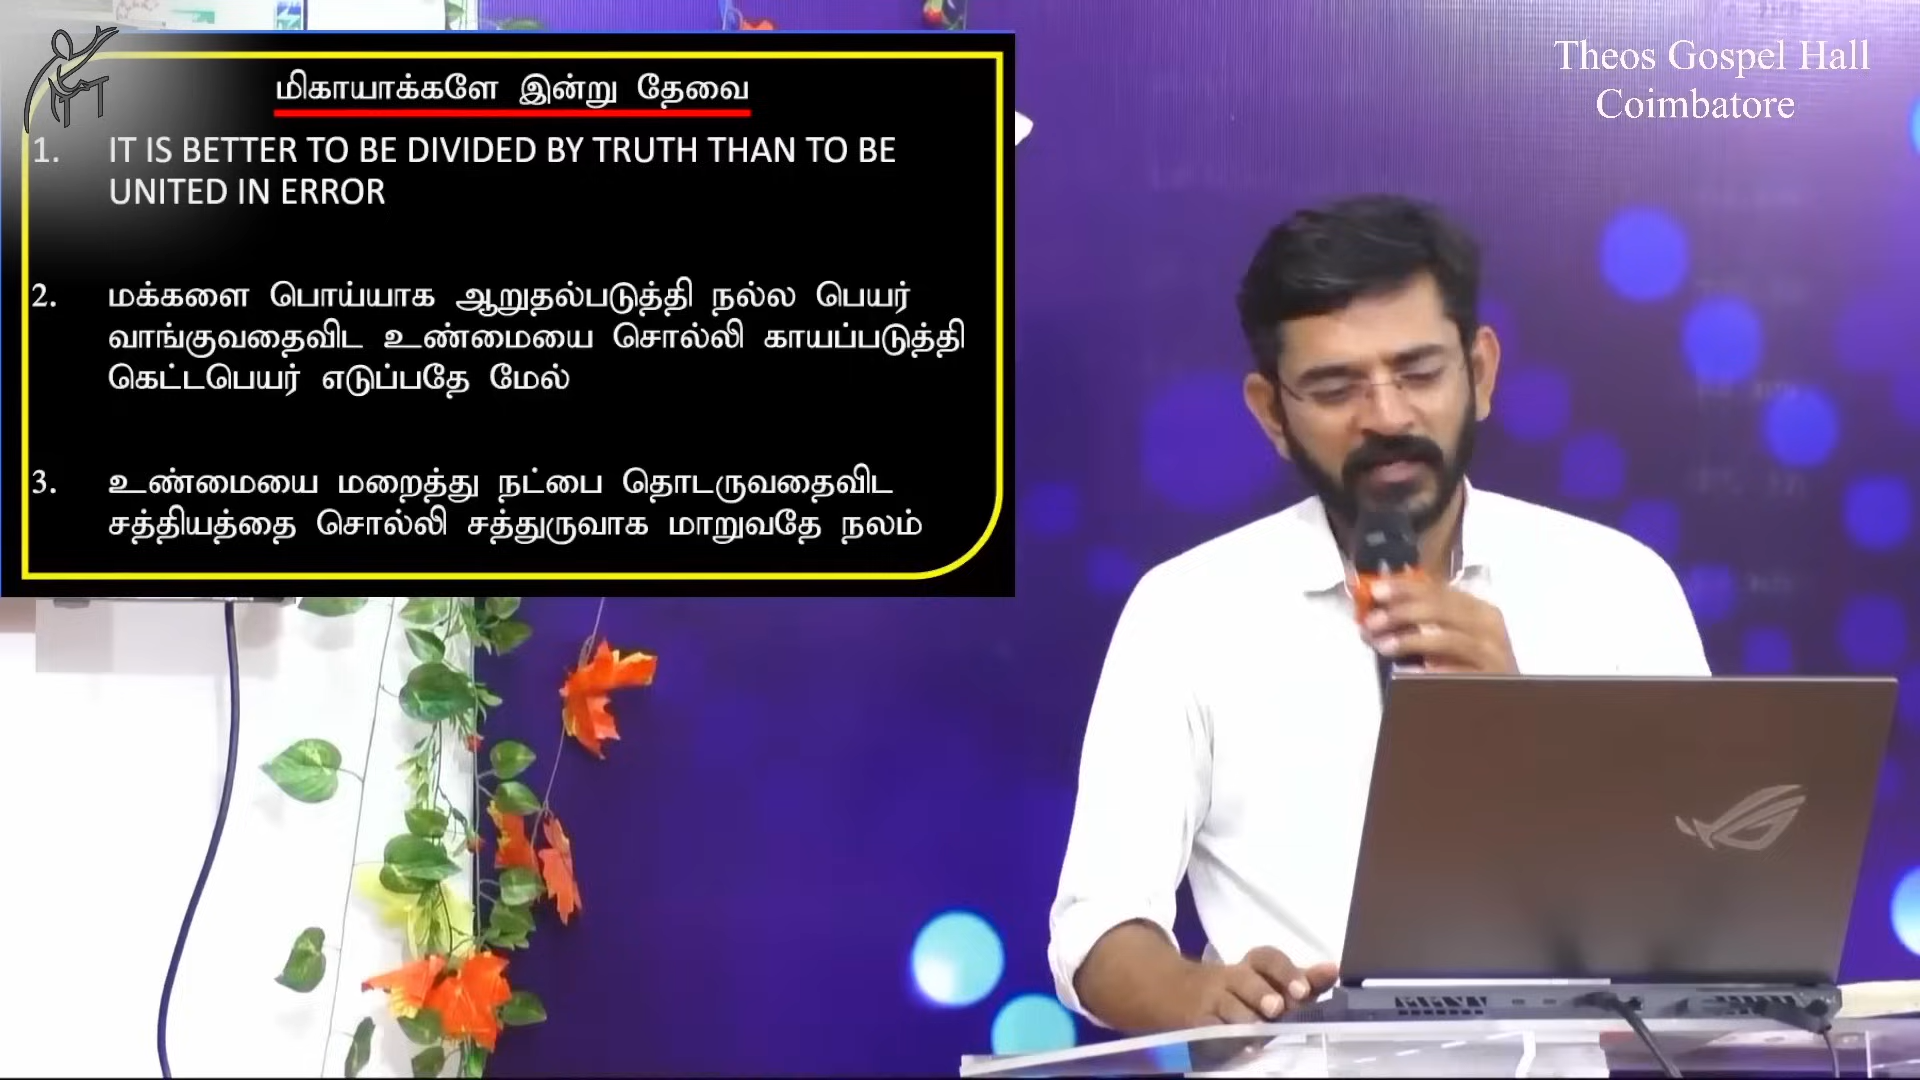 Theos Gospel Hall
Coimbatore
மிகாயாக்களே இன்று தேவை
1. IT IS BETTER TO BE DIVIDED BY TRUTH THAN TO BE
UNITED IN ERROR
2. மக்களை பொய்யாக ஆறுதல்படுத்தி நல்ல பெயர்
வாங்குவதைவிட உண்மையை சொல்லி காயப்படுத்தி
கெட்டபெயர் எடுப்பதே மேல்
3. உண்மையை மறைத்து நட்பை தொடருவதைவிட
சத்தியத்தை சொல்லி சத்துருவாக மாறுவதே நலம்